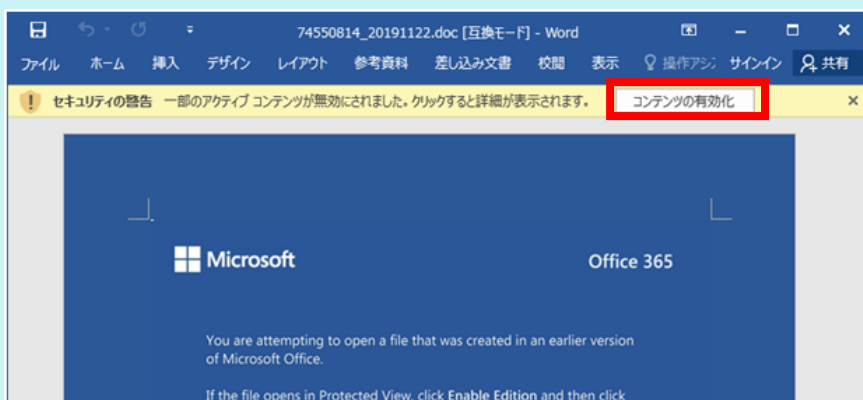 74550814_20191122.doc [互換モード] - Word
ファイル ホーム 挿入 デザイン レイアウト 参考資料 差し込み文書 校閲 表示 操作アシ サインイン 共有
セキュリティの警告 一部のアクティブ コンテンツが無効にされました。クリックすると詳細が表示されます。 コンテンツの有効化
Microsoft Office 365
You are attempting to open a file that was created in an earlier version
of Microsoft Office.
If the file opens in Protected View, click Enable Edition and then click